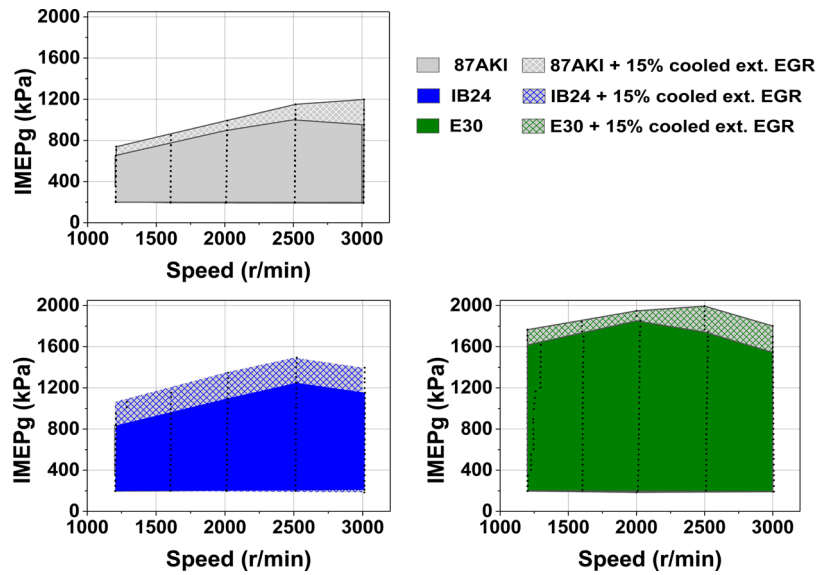 2000
1600
1200
800
400
0
IMEPg (kPa)
1000 1500 2000 2500 3000
Speed (r/min)
87AKI 87AKI + 15% cooled ext. EGR
IB24 IB24 + 15% cooled ext. EGR
E30 E30 + 15% cooled ext. EGR
2000
1600
1200
800
400
0
IMEPg (kPa)
1000 1500 2000 2500 3000
Speed (r/min)
2000
1600
1200
800
400
0
IMEPg (kPa)
1000 1500 2000 2500 3000
Speed (r/min)